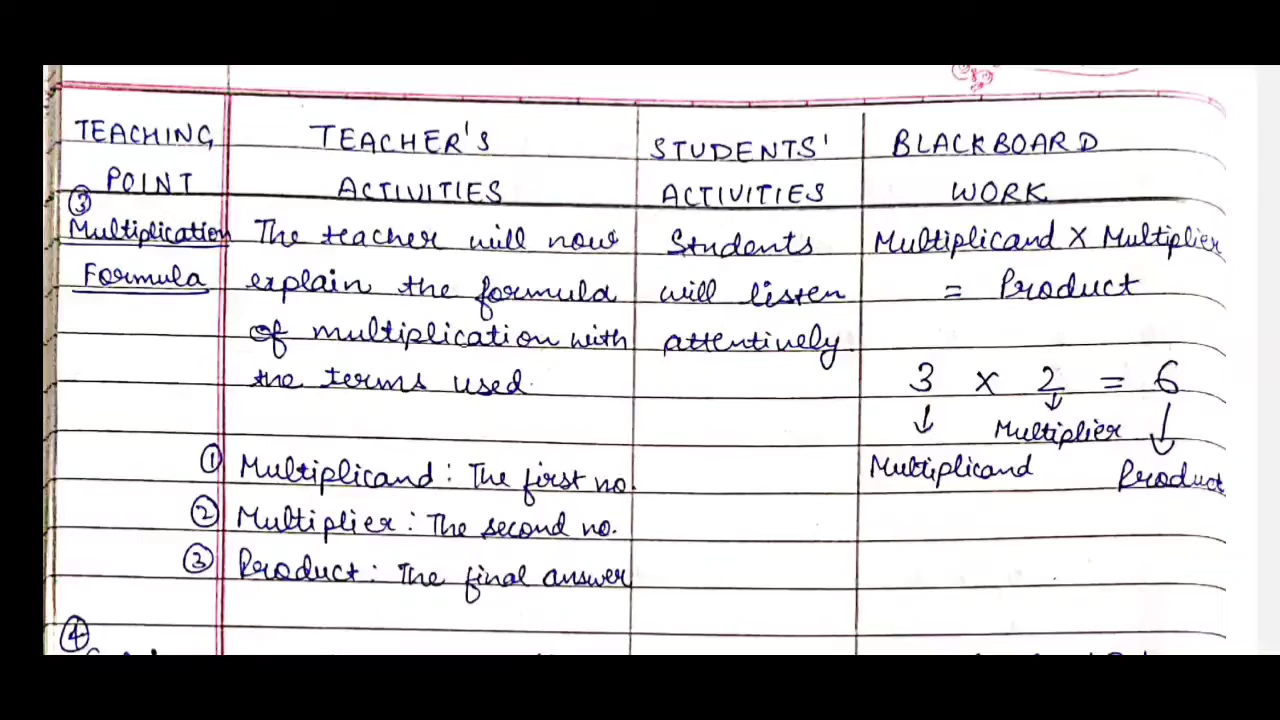 TEACHING POINT
TEACHER'S ACTIVITIES
STUDENTS' ACTIVITIES
BLACKBOARD WORK
③
Multiplication
Formula
The teacher will now
explain the formula
of multiplication with
the terms used.
① Multiplicand : The first no.
② Multiplier : The second no.
③ Product : The final answer
Students
will listen
attentively
Multiplicand X Multiplier
= Product
3 x 2 = 6
↓ ↓ ↓
Multiplier
Multiplicand Product
④